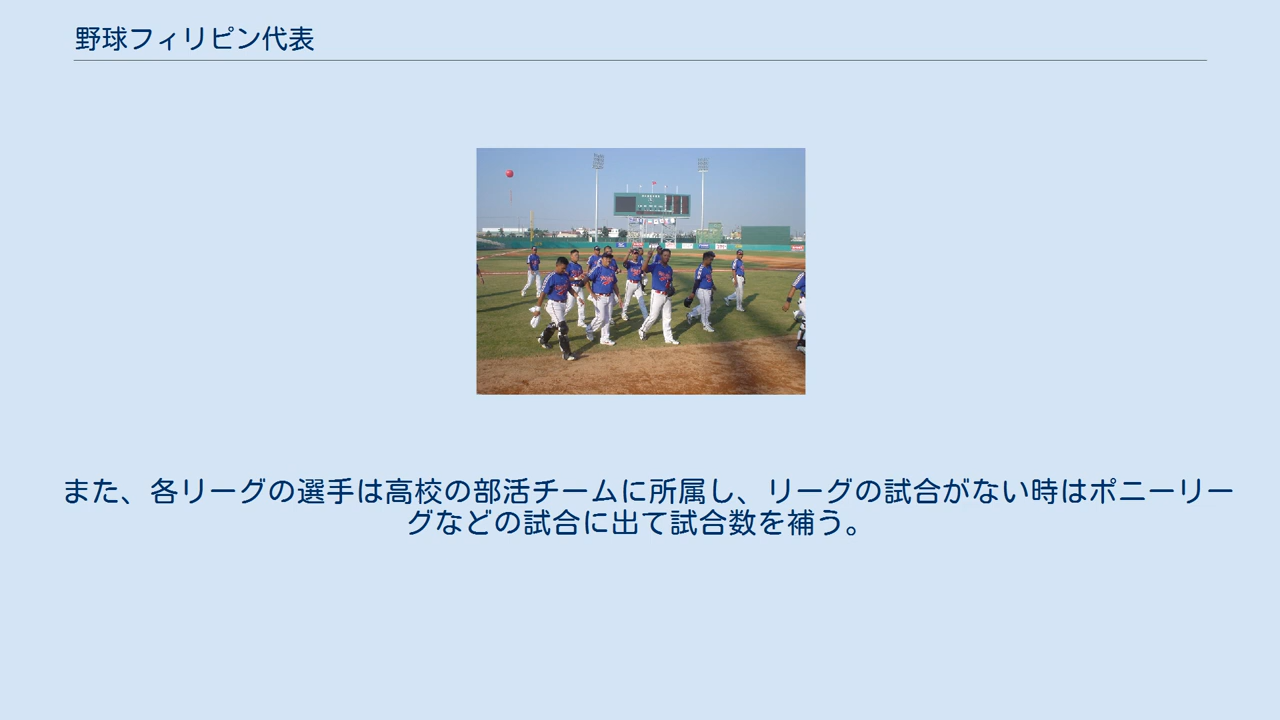 野球フィリピン代表
また、各リーグの選手は高校の部活チームに所属し、リーグの試合がない時はポニーリー
グなどの試合に出て試合数を補う。